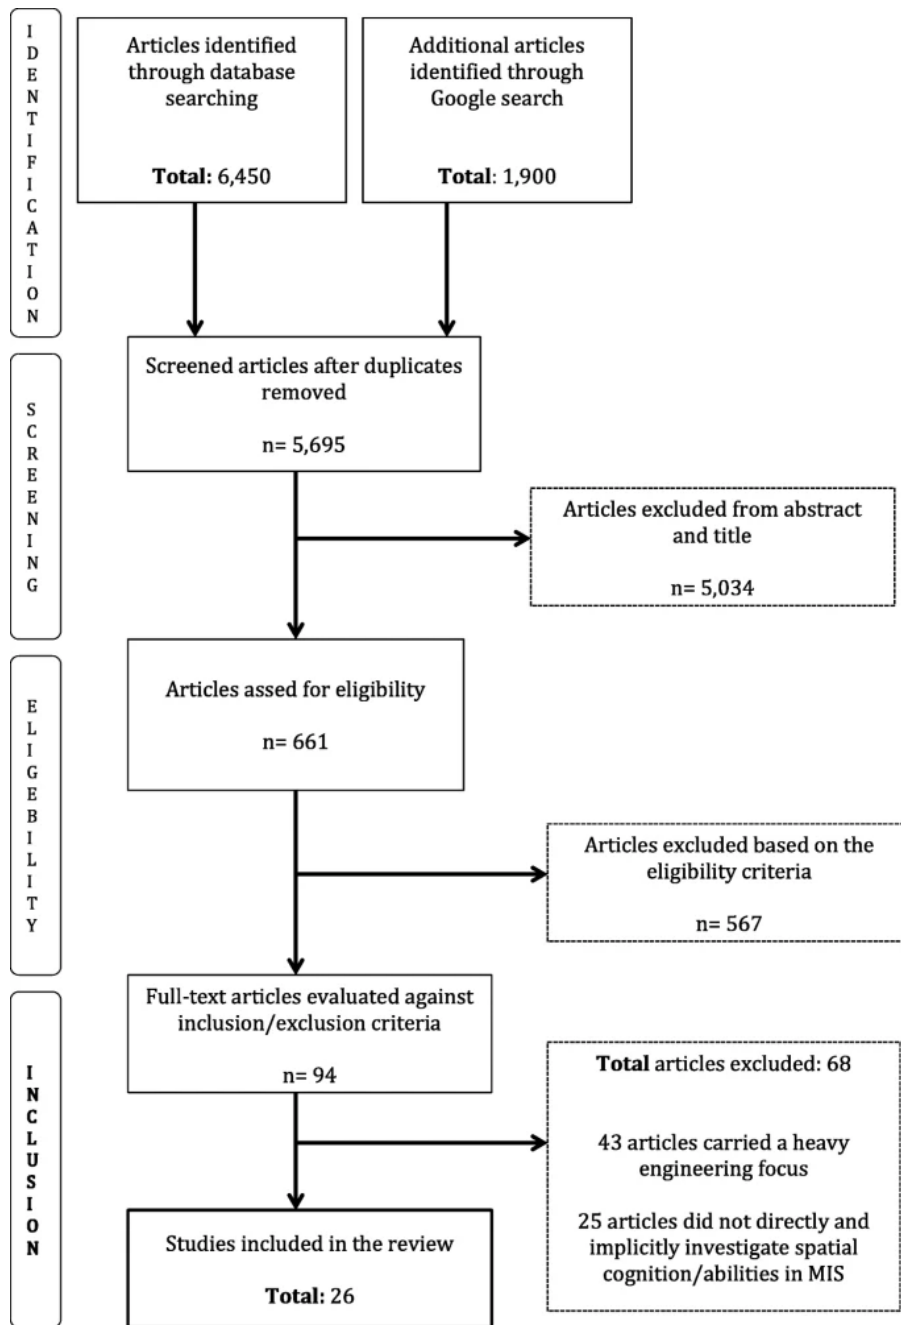 IDENTIFICATION
Articles identified
through database
searching
Total: 6,450
Additional articles
identified through
Google search
Total: 1,900
SCREENING
Screened articles after duplicates
removed
n= 5,695
Articles excluded from abstract
and title
n= 5,034
ELIGEBILITY
Articles assed for eligibility
n= 661
Articles excluded based on the
eligibility criteria
n= 567
INCLUSION
Full-text articles evaluated against
inclusion/exclusion criteria
n= 94
Total articles excluded: 68
43 articles carried a heavy
engineering focus
25 articles did not directly and
implicitly investigate spatial
cognition/abilities in MIS
Studies included in the review
Total: 26